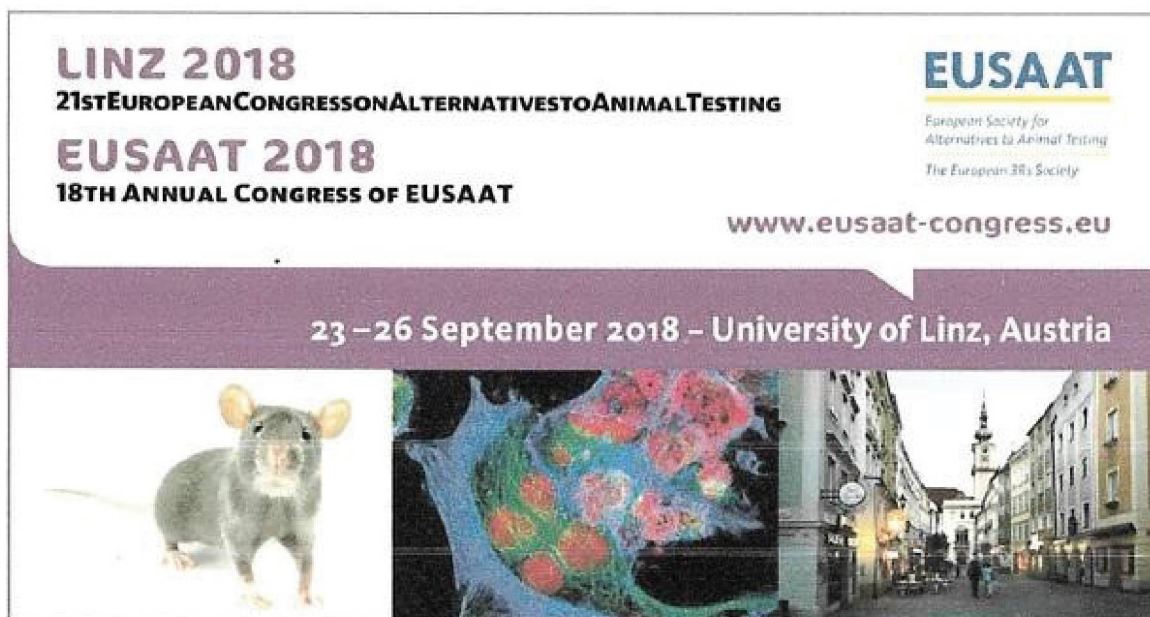 LINZ 2018
21STEUROPEANCONGRESSONALTERNATIVESTOANIMALTESTING
EUSAAT 2018
18TH ANNUAL CONGRESS OF EUSAAT
EUSAAT
European Society for
Alternatives to Animal Testing
The European 3Rs Society
www.eusaat-congress.eu
23–26 September 2018 – University of Linz, Austria